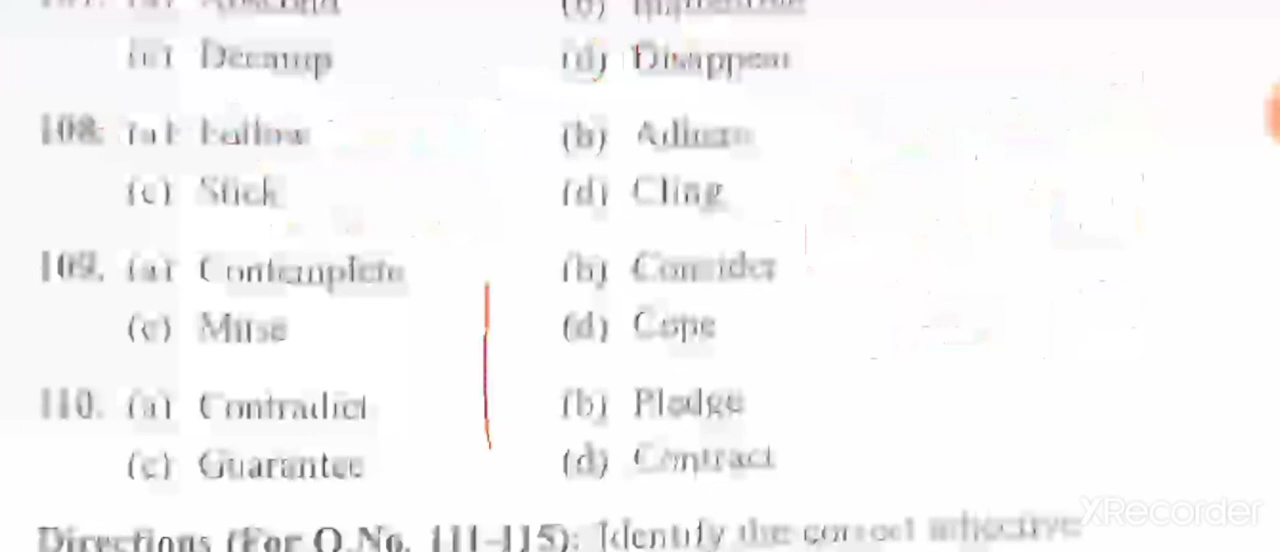 (c) Decamp (d) Disappear
108. (a) Follow (b) Adhere
(c) Stick (d) Cling
109. (a) Contemplete (b) Consider
(c) Muse (d) Cope
110. (a) Contradict (b) Pledge
(c) Guarantee (d) Contract
Directions (For Q.No. 111-115): Identify the correct adjective
XRecorder